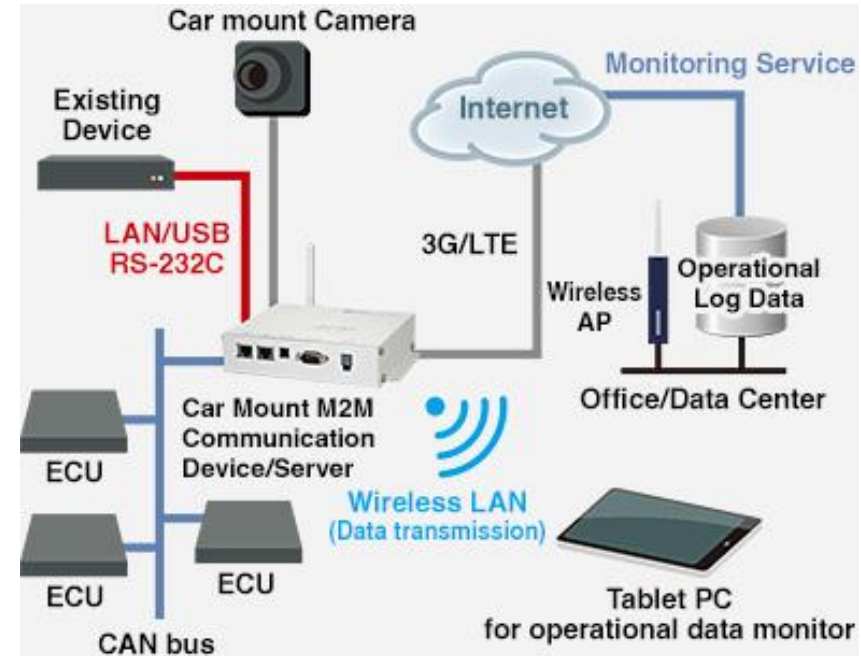 Car mount Camera
Monitoring Service
Existing
Device
Internet
LAN/USB
RS-232C
3G/LTE
Wireless
AP
Operational
Log Data
Office/Data Center
Car Mount M2M
Communication
Device/Server
ECU
Wireless LAN
(Data transmission)
ECU
ECU
CAN bus
Tablet PC
for operational data monitor